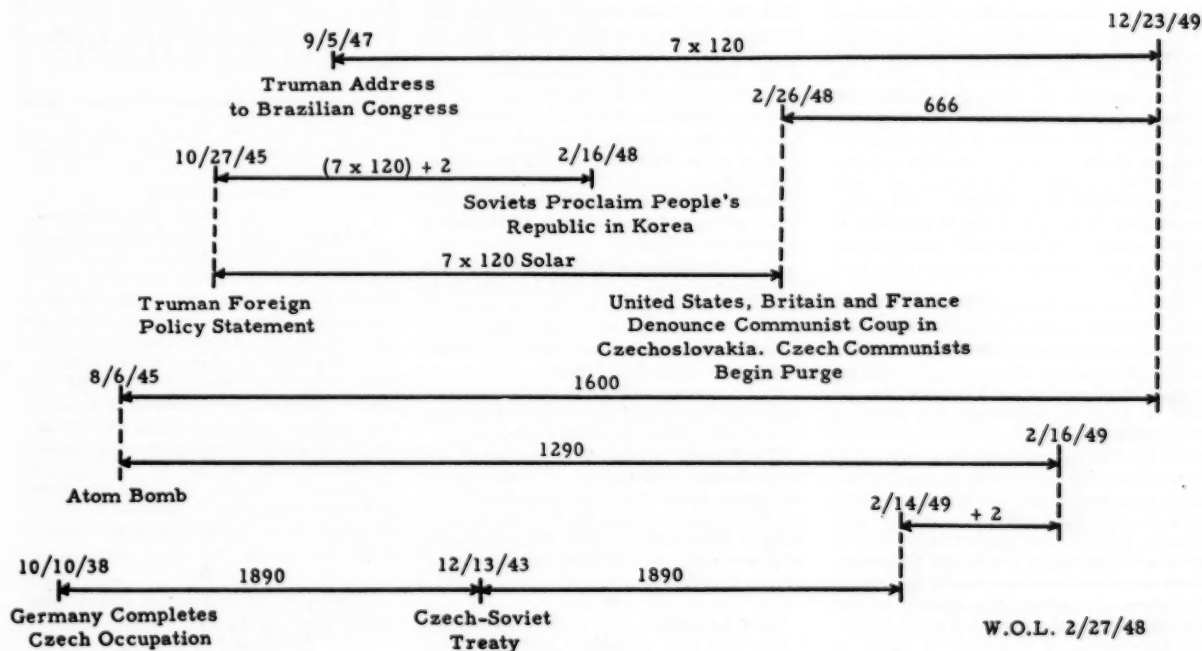 12/23/49
9/5/47
7 x 120
Truman Address
to Brazilian Congress
2/26/48
666
10/27/45
(7 x 120) + 2
2/16/48
Soviets Proclaim People's
Republic in Korea
7 x 120 Solar
Truman Foreign
Policy Statement
United States, Britain and France
Denounce Communist Coup in
Czechoslovakia. Czech Communists
Begin Purge
8/6/45
1600
2/16/49
1290
Atom Bomb
2/14/49
+ 2
10/10/38
1890
12/13/43
1890
Germany Completes
Czech Occupation
Czech-Soviet
Treaty
W.O.L. 2/27/48